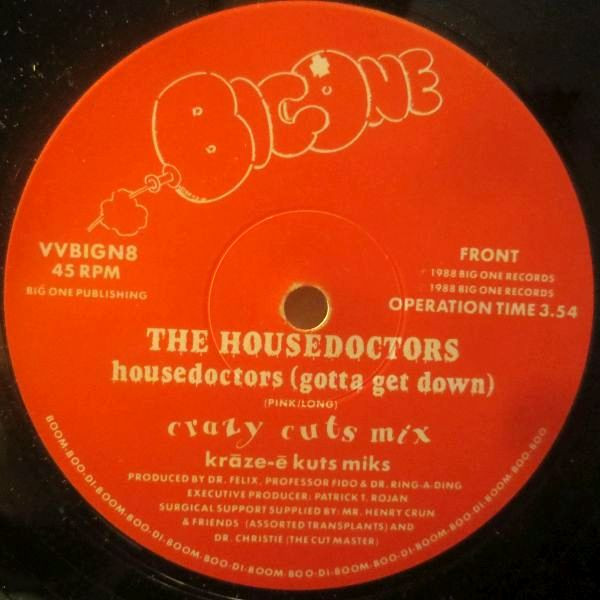 BIG ONE
VVBIGN8
45 RPM
BIG ONE PUBLISHING
FRONT
1988 BIG ONE RECORDS
1988 BIG ONE RECORDS
OPERATION TIME 3.54
THE HOUSEDOCTORS
housedoctors (gotta get down)
(PINK/LONG)
crazy cuts mix
krāze-ē kuts miks
PRODUCED BY DR. FELIX, PROFESSOR FIDO & DR. RING-A-DING
EXECUTIVE PRODUCER: PATRICK T. ROJAN
SURGICAL SUPPORT SUPPLIED BY: MR. HENRY CRUN
& FRIENDS (ASSORTED TRANSPLANTS) AND
DR. CHRISTIE (THE CUT MASTER)
BOOM-BOO-DI-BOOM-BOO-DI-BOOM-BOO-DI-BOOM-BOO-DI-BOOM-BOO-DI-BOOM-BOO-DI-BOOM-BOO-DI-BOOM-BOO